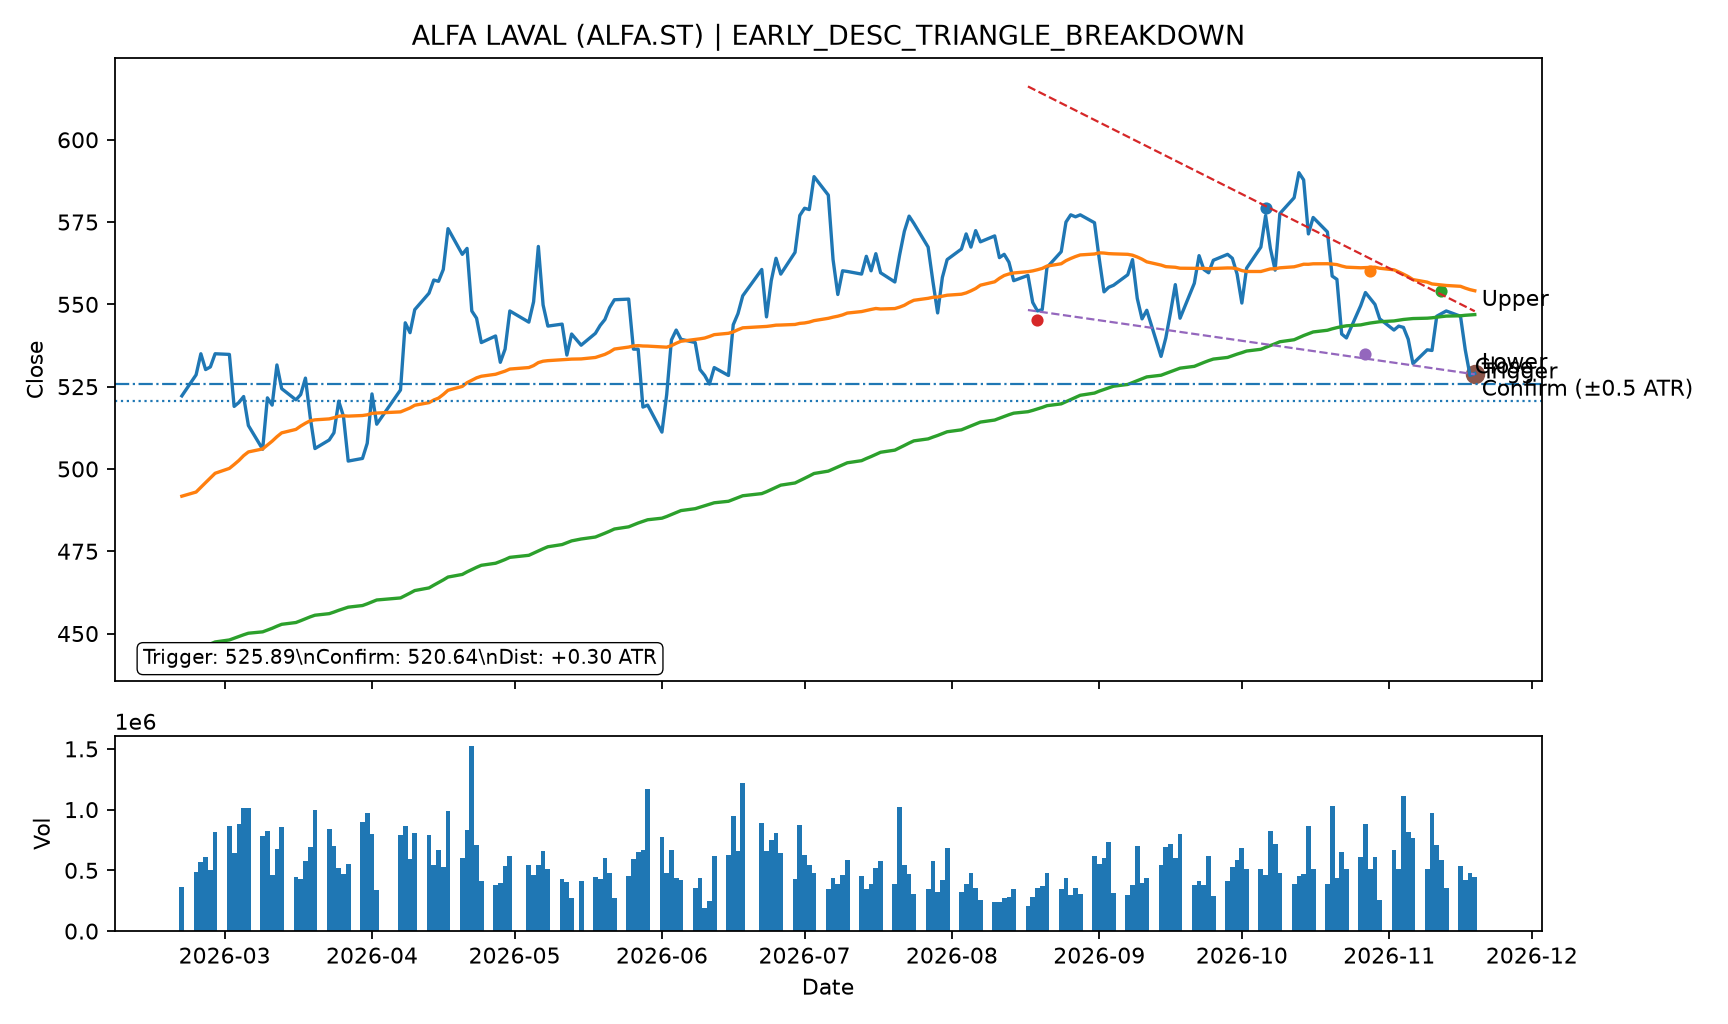 ALFA LAVAL (ALFA.ST) | EARLY_DESC_TRIANGLE_BREAKDOWN
Close
600
575
550
525
500
475
450
Upper
Lower
Close
Trigger
Confirm (±0.5 ATR)
Trigger: 525.89\nConfirm: 520.64\nDist: +0.30 ATR
1e6
Vol
1.5
1.0
0.5
0.0
2026-03 2026-04 2026-05 2026-06 2026-07 2026-08 2026-09 2026-10 2026-11 2026-12
Date